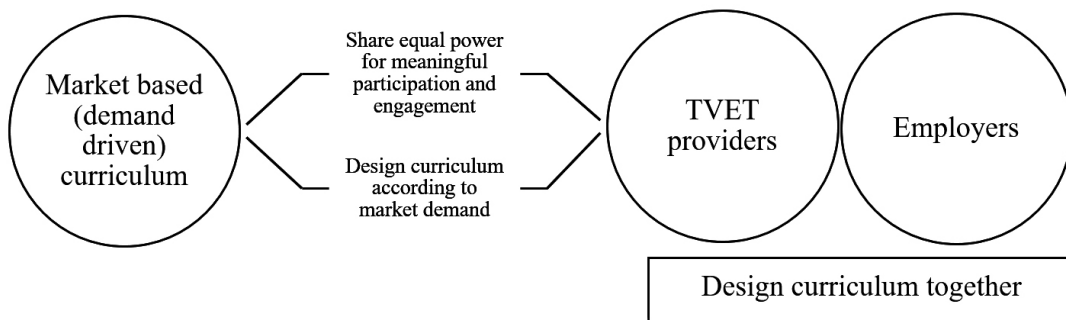 Market based
(demand
driven)
curriculum
Share equal power
for meaningful
participation and
engagement
Design curriculum
according to
market demand
TVET
providers
Employers
Design curriculum together